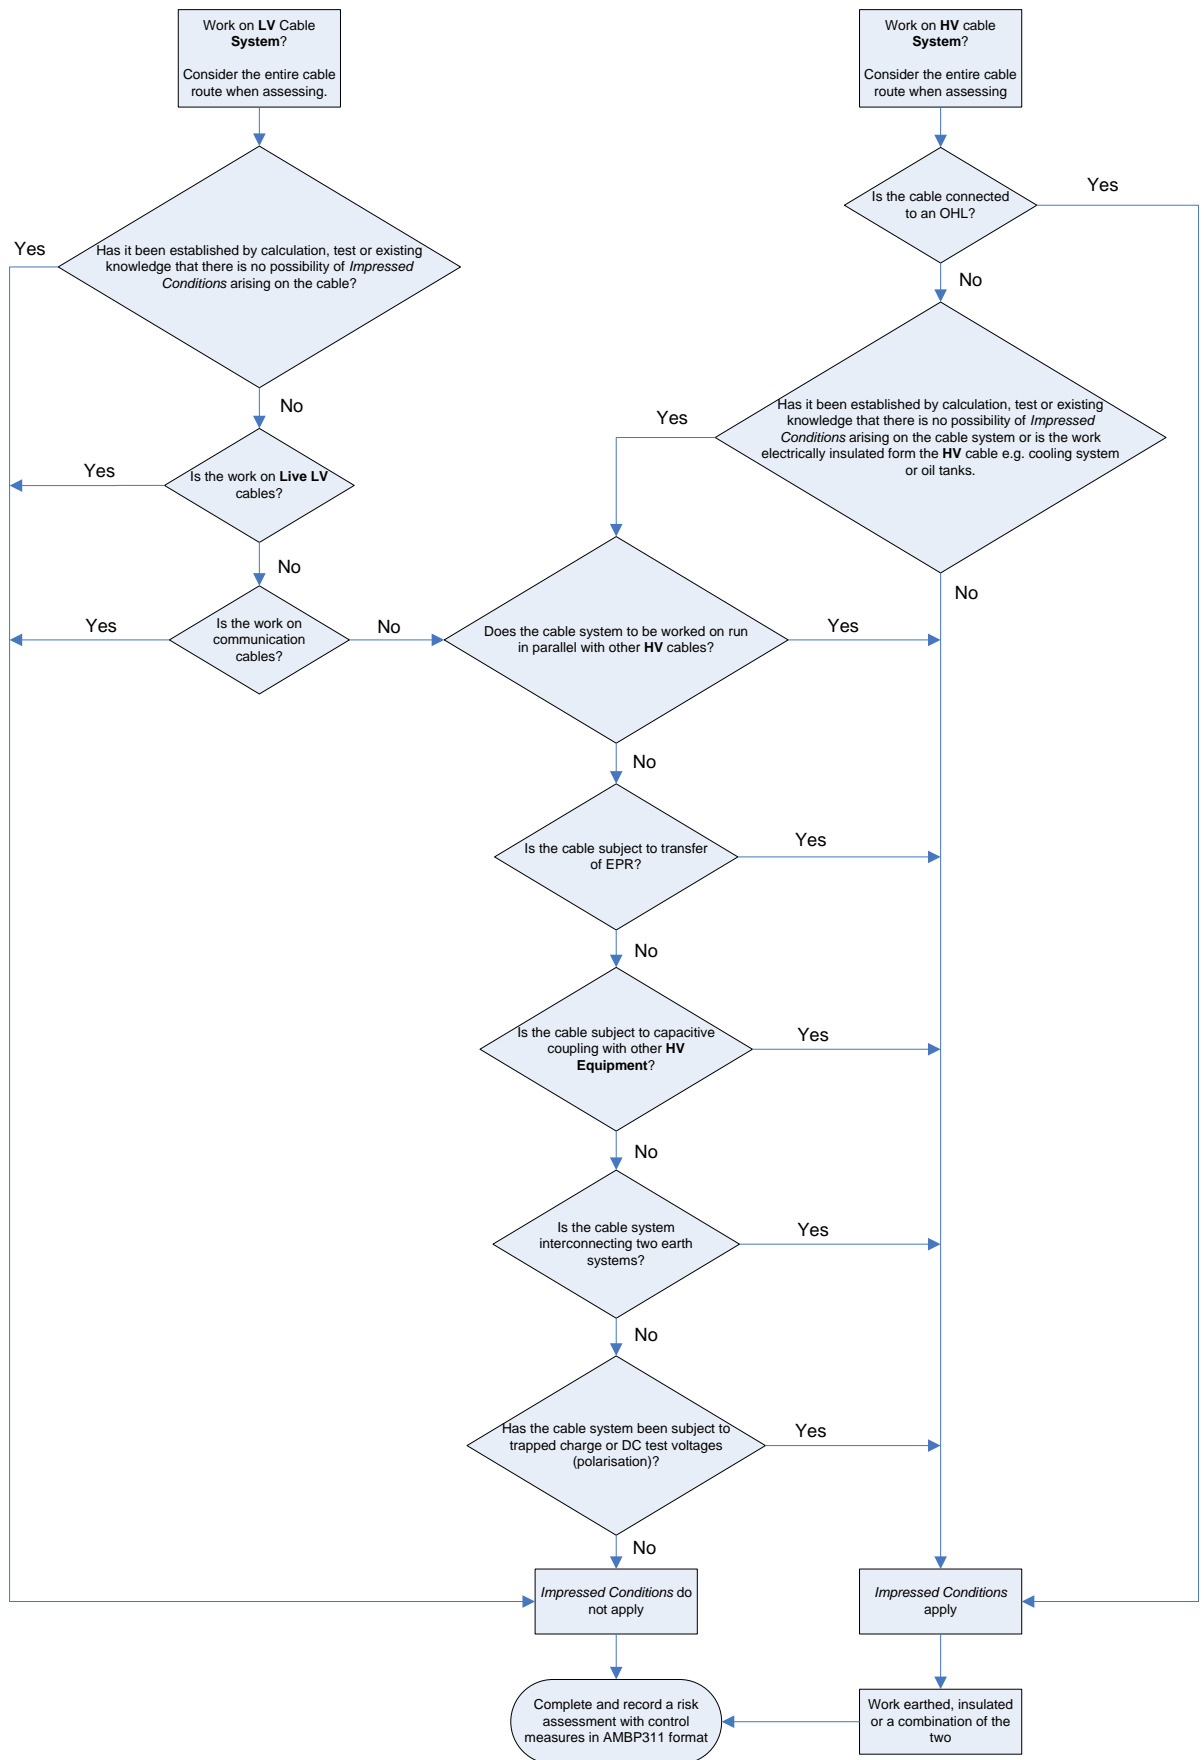 Work on LV Cable
System?
Consider the entire cable
route when assessing.
Work on HV cable
System?
Consider the entire cable
route when assessing
Is the cable connected
to an OHL?
Yes
No
Yes
Has it been established by calculation, test or existing
knowledge that there is no possibility of Impressed
Conditions arising on the cable?
No
Has it been established by calculation, test or existing
knowledge that there is no possibility of Impressed
Conditions arising on the cable system or is the work
electrically insulated form the HV cable e.g. cooling system
or oil tanks.
Yes
No
Is the work on Live LV
cables?
Yes
No
Is the work on
communication
cables?
Yes
No
Does the cable system to be worked on run
in parallel with other HV cables?
Yes
No
Is the cable subject to transfer
of EPR?
Yes
No
Is the cable subject to capacitive
coupling with other HV
Equipment?
Yes
No
Is the cable system
interconnecting two earth
systems?
Yes
No
Has the cable system been subject to
trapped charge or DC test voltages
(polarisation)?
Yes
No
Impressed Conditions do
not apply
Impressed Conditions
apply
Complete and record a risk
assessment with control
measures in AMBP311 format
Work earthed, insulated
or a combination of the
two